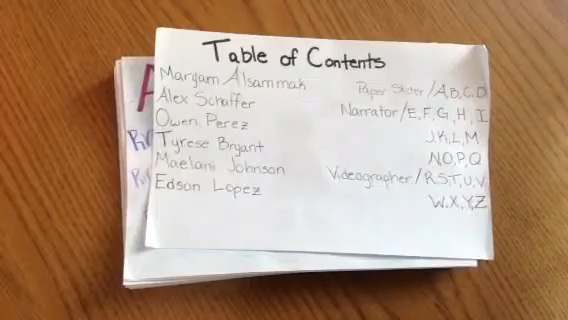 Table of Contents
Maryam Alsammak Paper Slider/A,B,C,D
Alex Schaffer Narrator/E,F,G,H,I
Owen Perez J,K,L,M
Tyrese Bryant N,O,P,Q
Maelani Johnson Videographer/R,S,T,U,V
Edson Lopez W,X,Y,Z